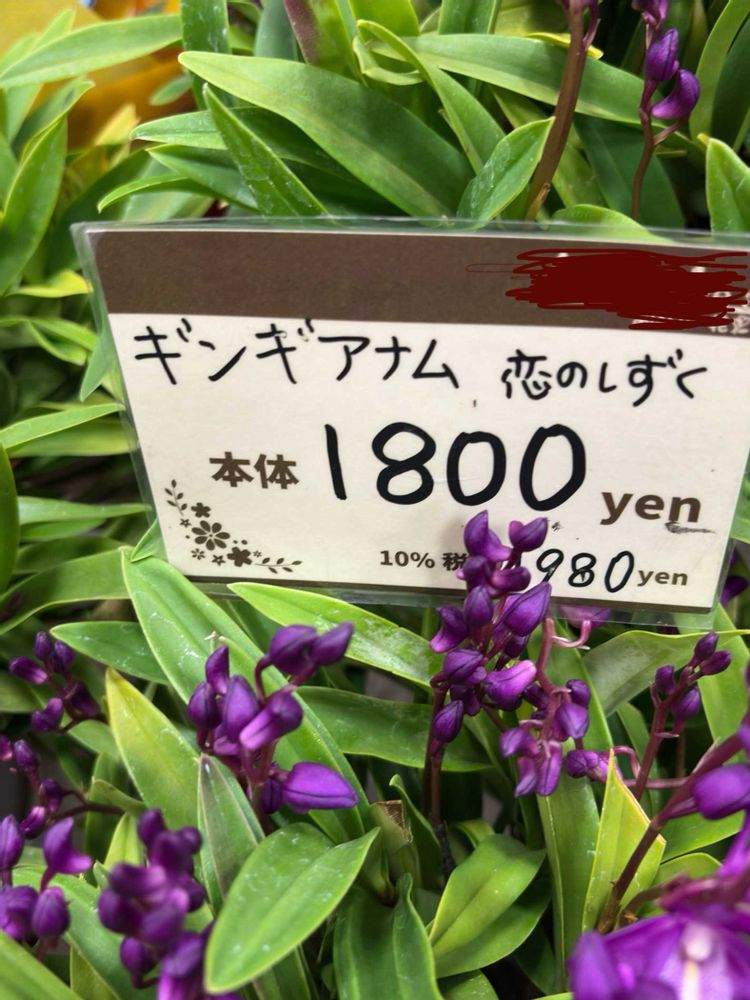 ギンギアナム 恋のしずく
本体 1800 yen
10% 税 980 yen